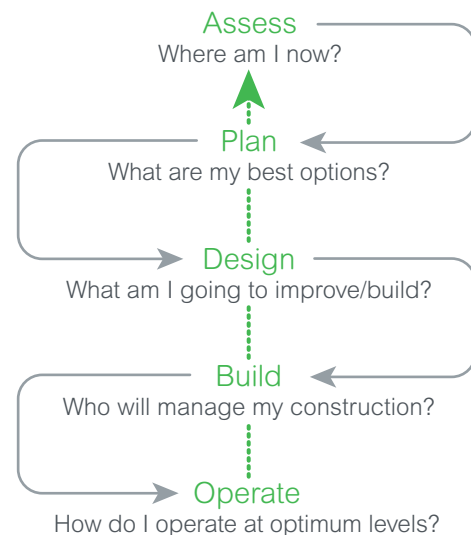 Assess
Where am I now?
Plan
What are my best options?
Design
What am I going to improve/build?
Build
Who will manage my construction?
Operate
How do I operate at optimum levels?